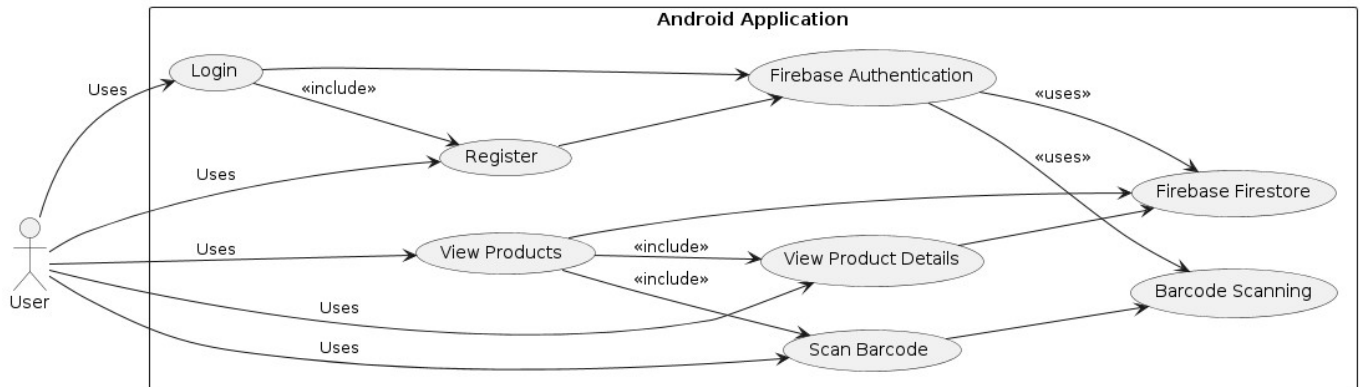 Android Application
Login
Firebase Authentication
Uses
«include»
«uses»
Register
«uses»
Uses
Firebase Firestore
User
Uses
View Products
«include»
View Product Details
«include»
Barcode Scanning
Uses
Uses
Scan Barcode